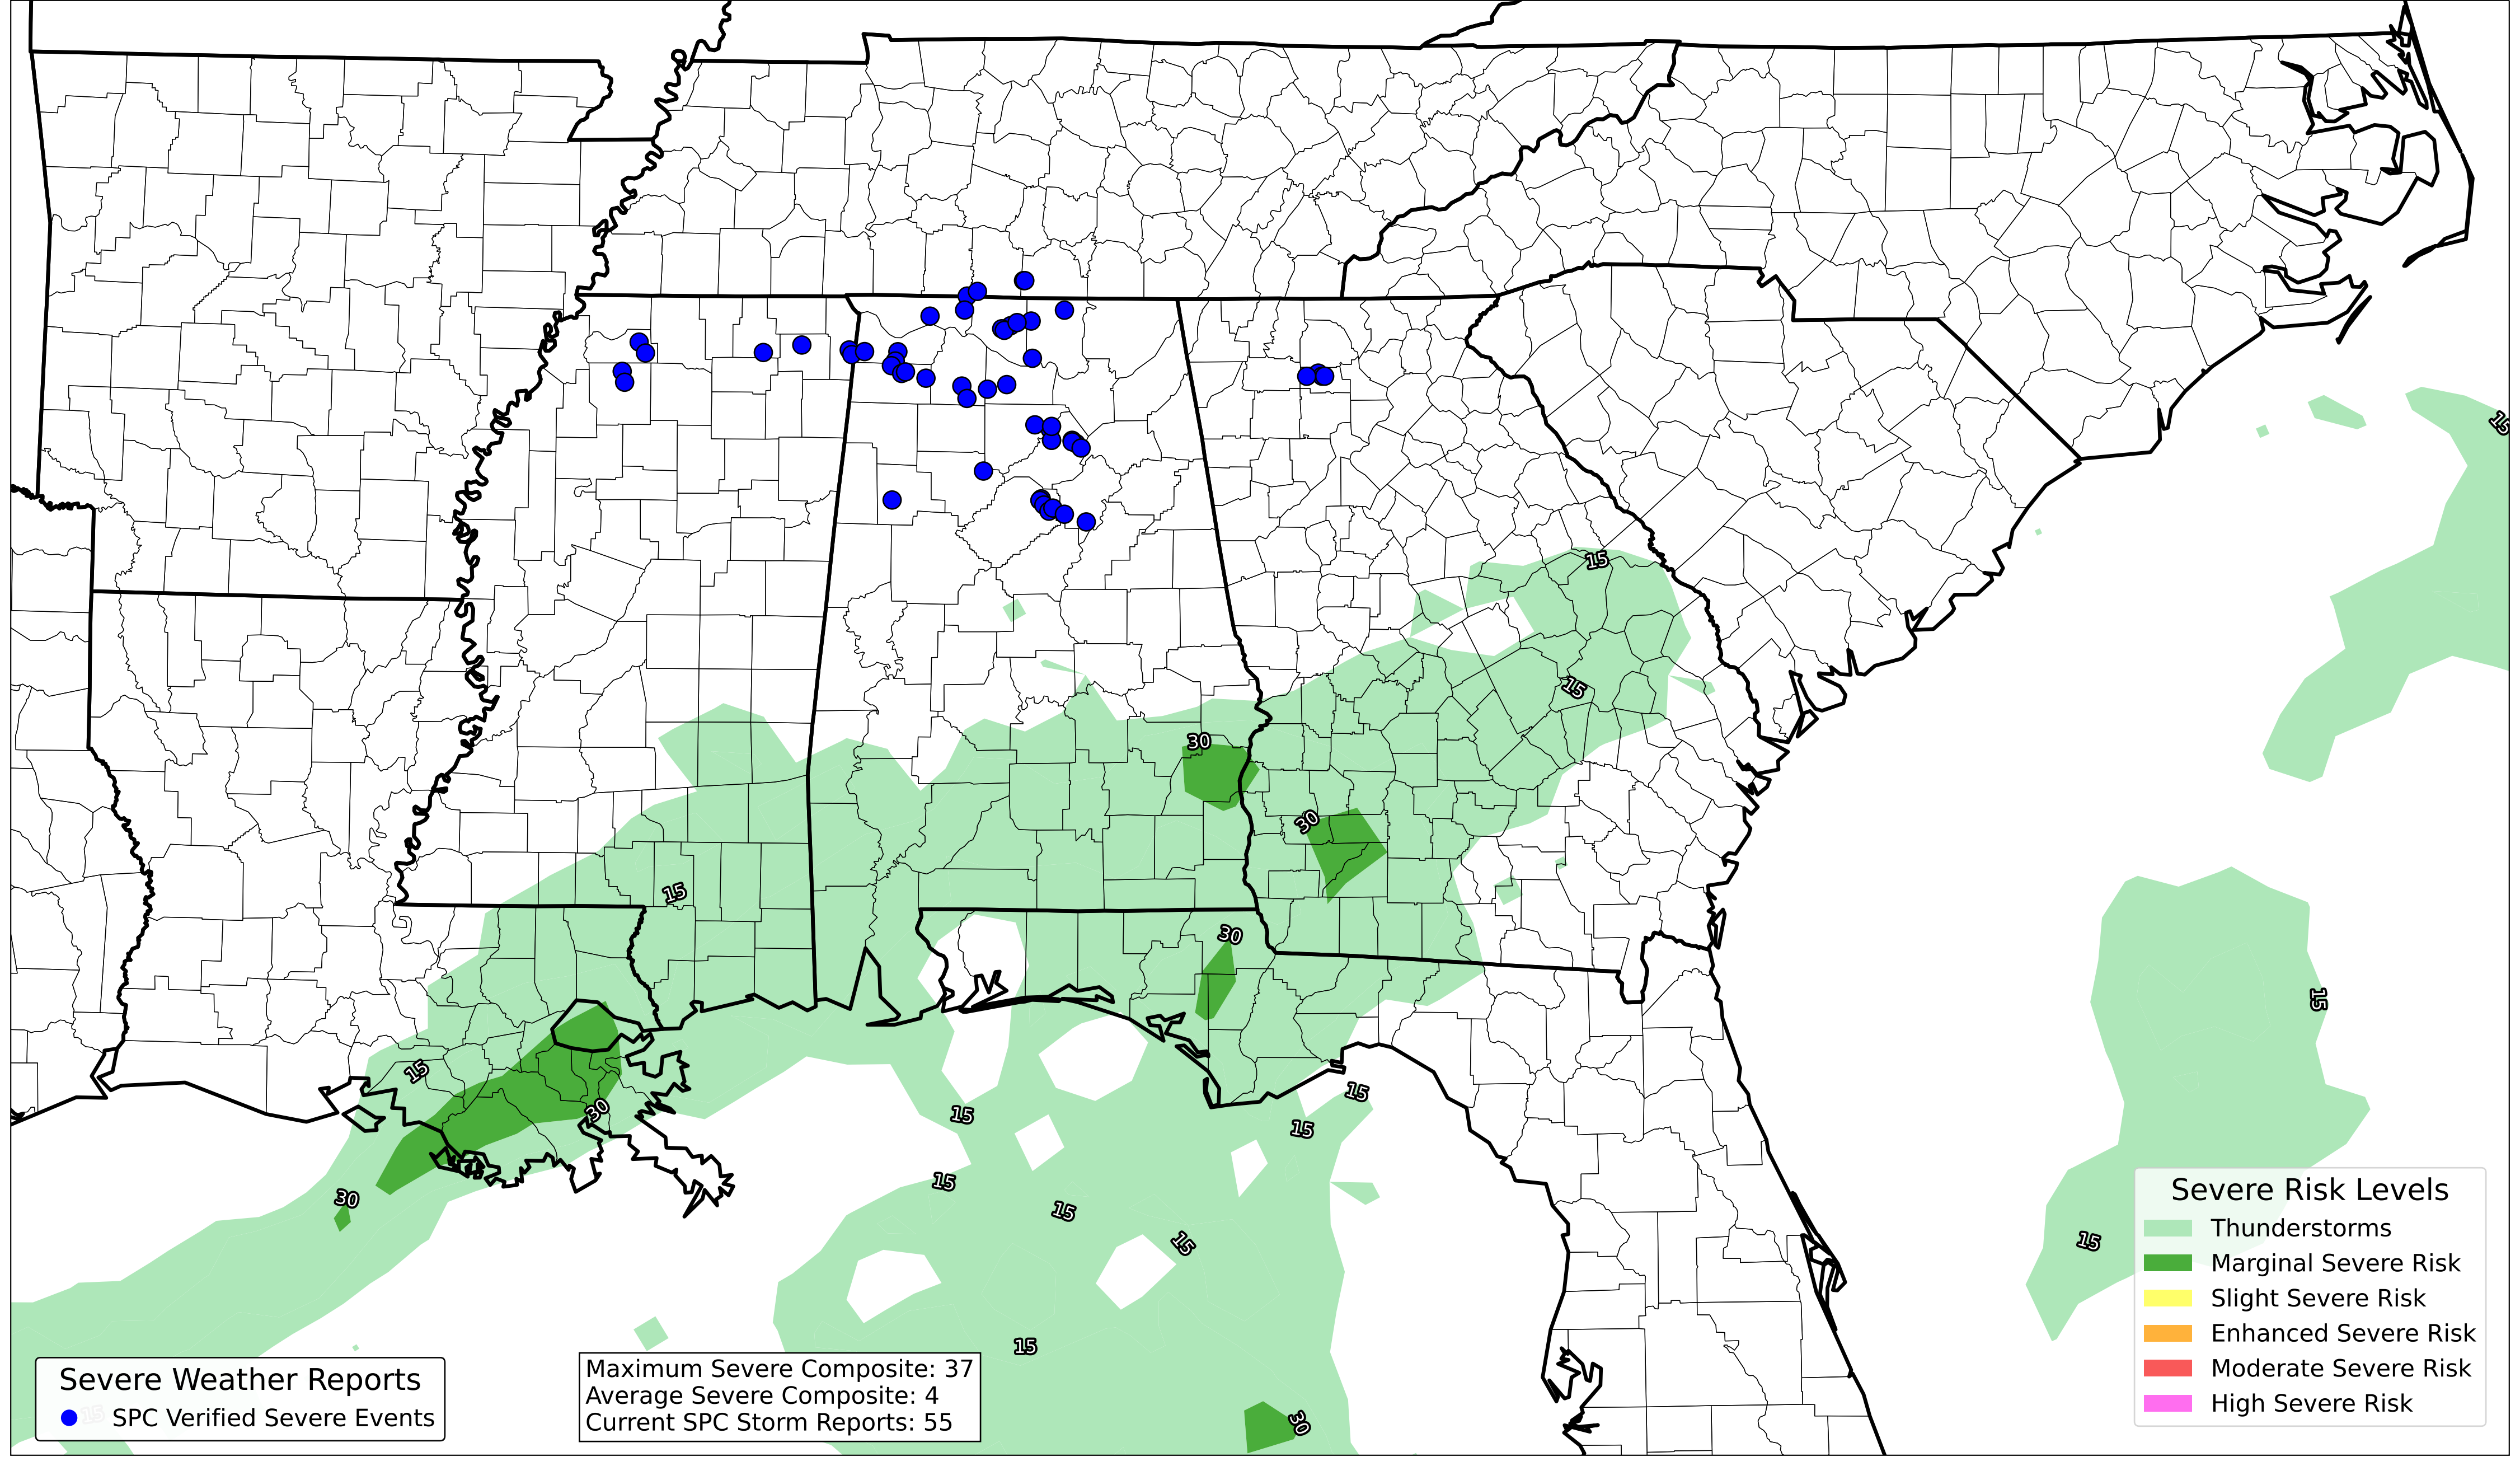 15
15
15
30
30
15
30
15
15
30
15
15
15
15
30
15
15
15
15
30
15
Severe Weather Reports
SPC Verified Severe Events
Maximum Severe Composite: 37
Average Severe Composite: 4
Current SPC Storm Reports: 55
Severe Risk Levels
Thunderstorms
Marginal Severe Risk
Slight Severe Risk
Enhanced Severe Risk
Moderate Severe Risk
High Severe Risk